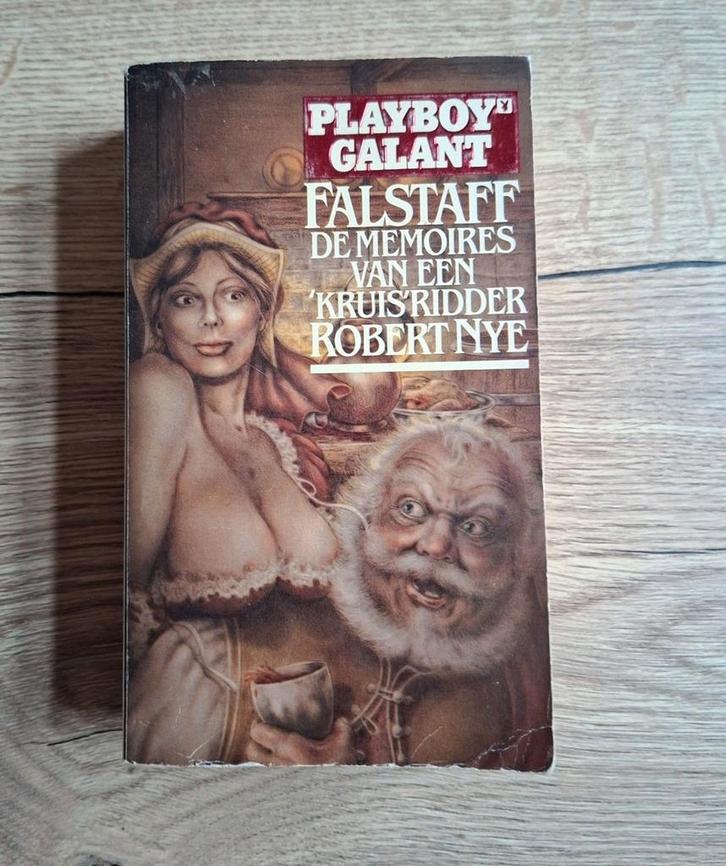 PLAYBOY
GALANT
FALSTAFF
DE MEMOIRES
VAN EEN
'KRUIS'RIDDER
ROBERT NYE